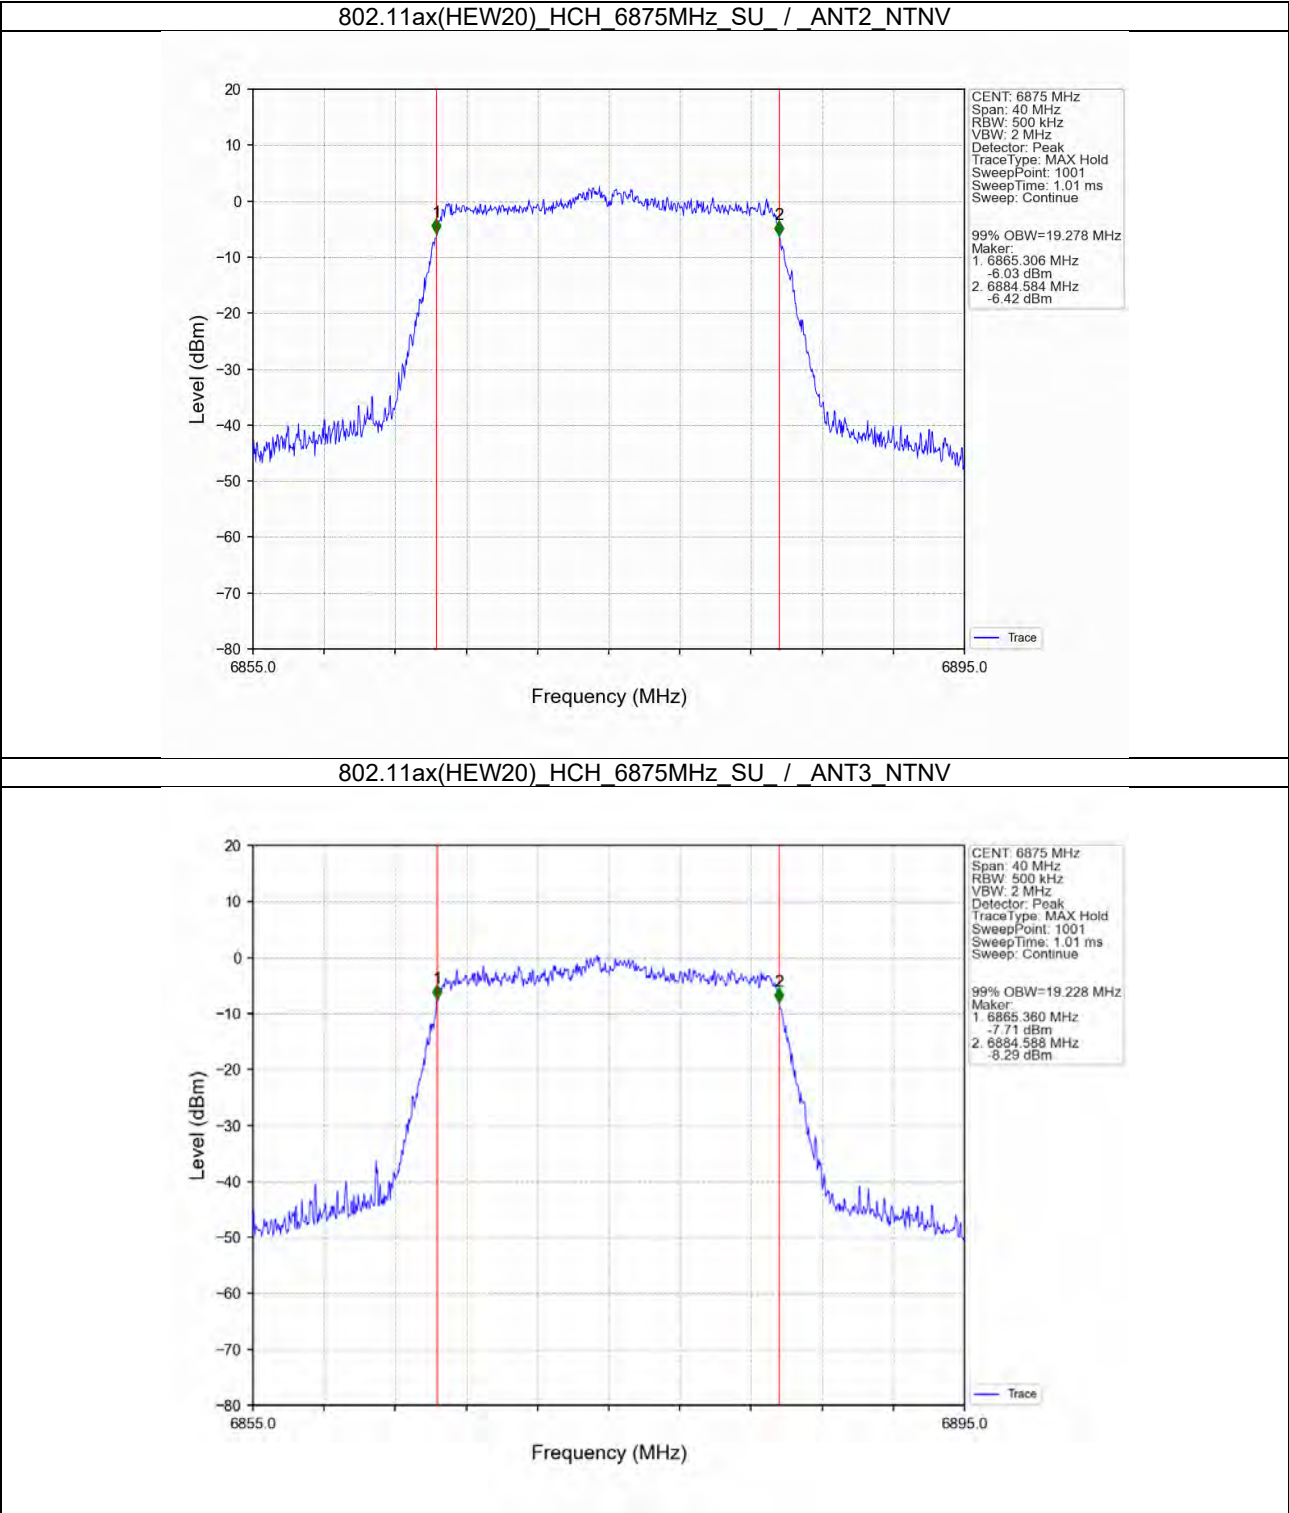 802.11ax(HEW20)_HCH_6875MHz_SU_ / _ANT2_NTNV
20
10
0
−10
−20
−30
−40
−50
−60
−70
−80
Level (dBm)
1
2
6855.0
6895.0
Frequency (MHz)
CENT: 6875 MHz
Span: 40 MHz
RBW: 500 kHz
VBW: 2 MHz
Detector: Peak
TraceType: MAX Hold
SweepPoint: 1001
SweepTime: 1.01 ms
Sweep: Continue
99% OBW=19.278 MHz
Maker:
1. 6865.306 MHz
-6.03 dBm
2. 6884.584 MHz
-6.42 dBm
Trace
802.11ax(HEW20)_HCH_6875MHz_SU_ / _ANT3_NTNV
20
10
0
−10
−20
−30
−40
−50
−60
−70
−80
Level (dBm)
1
2
6855.0
6895.0
Frequency (MHz)
CENT: 6875 MHz
Span: 40 MHz
RBW: 500 kHz
VBW: 2 MHz
Detector: Peak
TraceType: MAX Hold
SweepPoint: 1001
SweepTime: 1.01 ms
Sweep: Continue
99% OBW=19.228 MHz
Maker:
1. 6865.360 MHz
-7.71 dBm
2. 6884.588 MHz
-8.29 dBm
Trace